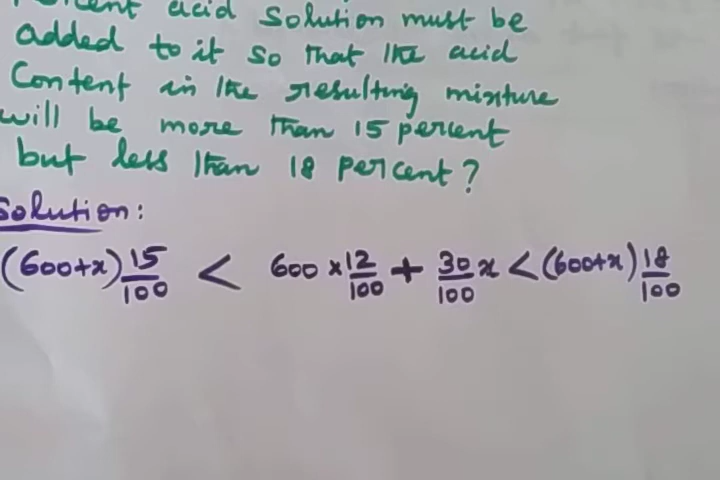 percent acid solution must be
added to it so that the acid
Content in the resulting mixture
will be more than 15 percent
but less than 18 percent?
Solution:
(600+x) 15/100 < 600 × 12/100 + 30/100 x < (600+x) 18/100